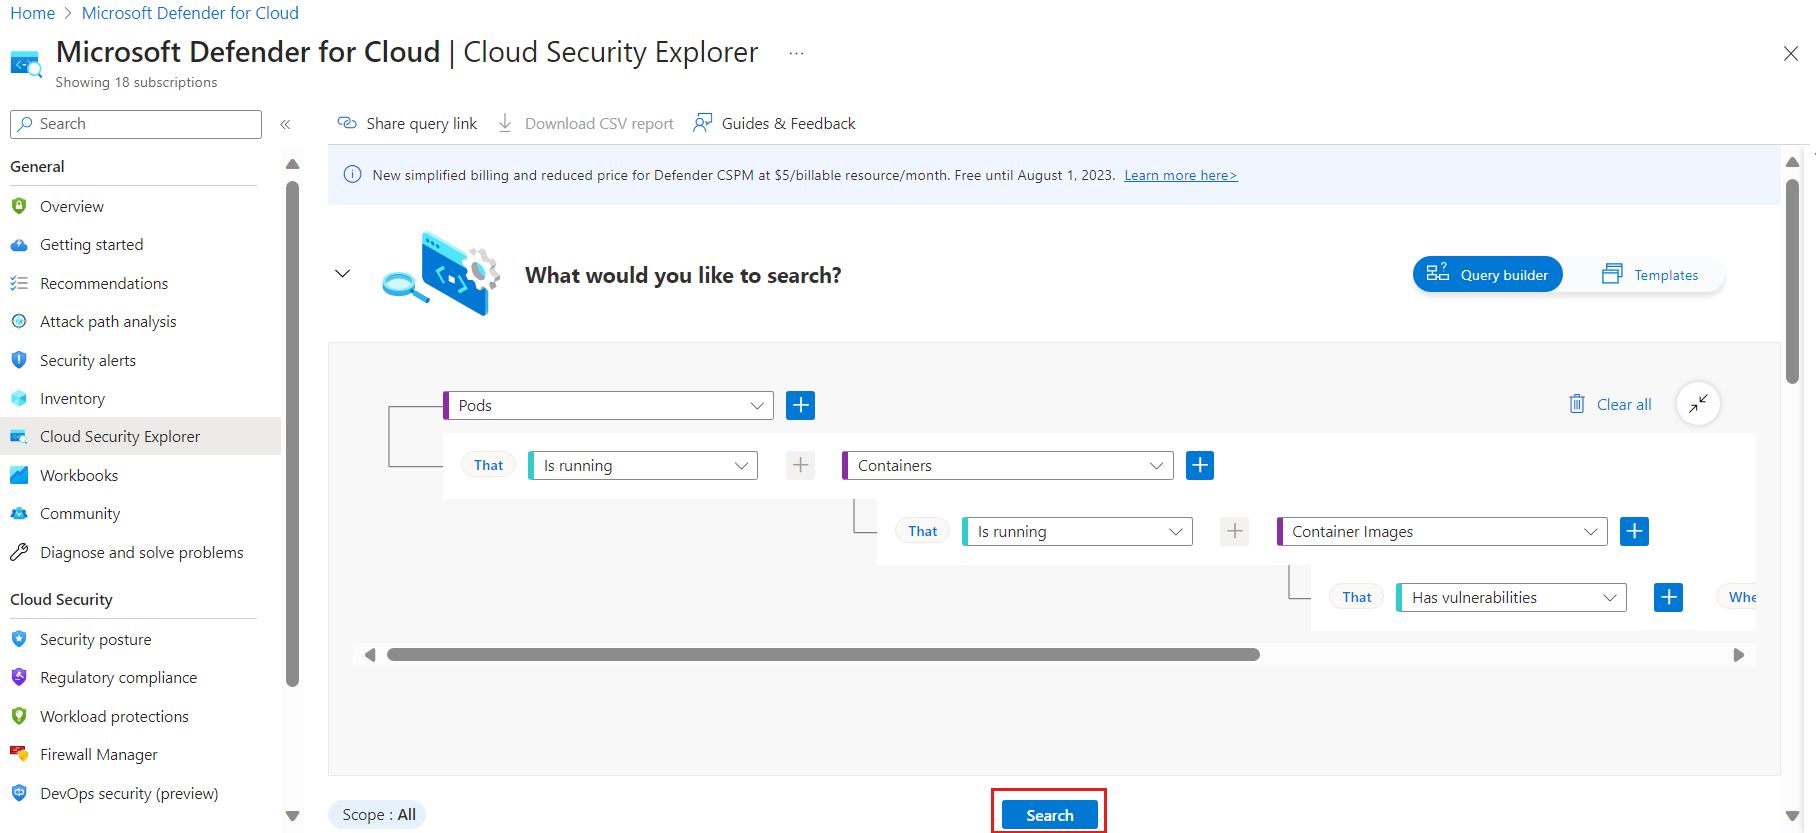 Home > Microsoft Defender for Cloud
Microsoft Defender for Cloud | Cloud Security Explorer ...
Showing 18 subscriptions
Search «
Share query link Download CSV report Guides & Feedback
General
Overview
Getting started
Recommendations
Attack path analysis
Security alerts
Inventory
Cloud Security Explorer
Workbooks
Community
Diagnose and solve problems
Cloud Security
Security posture
Regulatory compliance
Workload protections
Firewall Manager
DevOps security (preview)
New simplified billing and reduced price for Defender CSPM at $5/billable resource/month. Free until August 1, 2023. Learn more here>
What would you like to search?
Query builder Templates
Pods Clear all
That Is running Containers
That Is running Container Images
That Has vulnerabilities Whe
Scope : All
Search